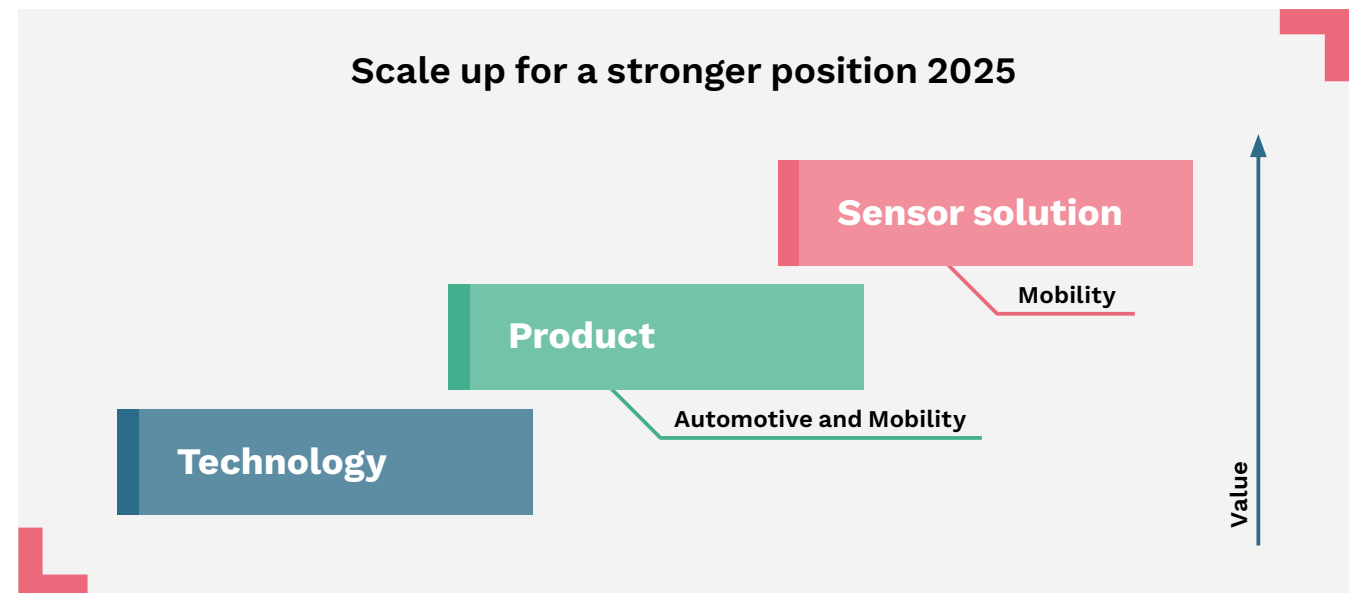 Scale up for a stronger position 2025
Sensor solution
Mobility
Product
Automotive and Mobility
Technology
Value